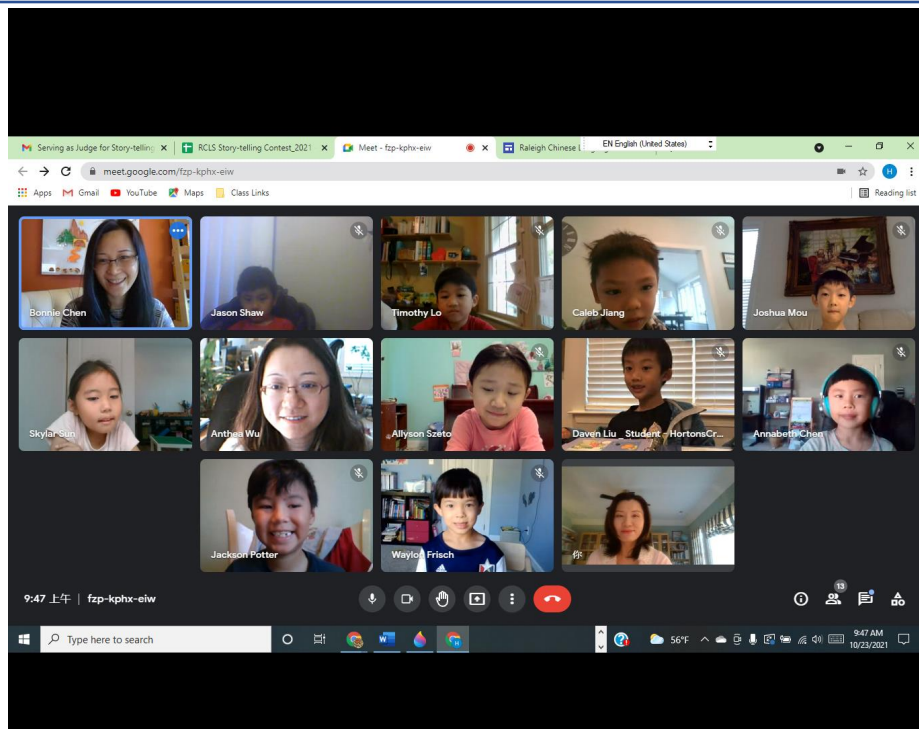 Serving as Judge for Story-telling
RCLS Story-telling Contest_2021
Meet - fzp-kphx-eiw
Raleigh Chinese L
EN English (United States)
meet.google.com/fzp-kphx-eiw
Apps Gmail YouTube Maps Class Links
Reading list
Bonnie Chen
Jason Shaw
Timothy Lo
Caleb Jiang
Joshua Mou
Skylar Sun
Anthea Wu
Allyson Szeto
Daven Liu Student - HortonsCr...
Annabeth Chen
Jackson Potter
Waylon Frisch
你
13
9:47 上午 | fzp-kphx-eiw
Type here to search
56°F
9:47 AM
10/23/2021